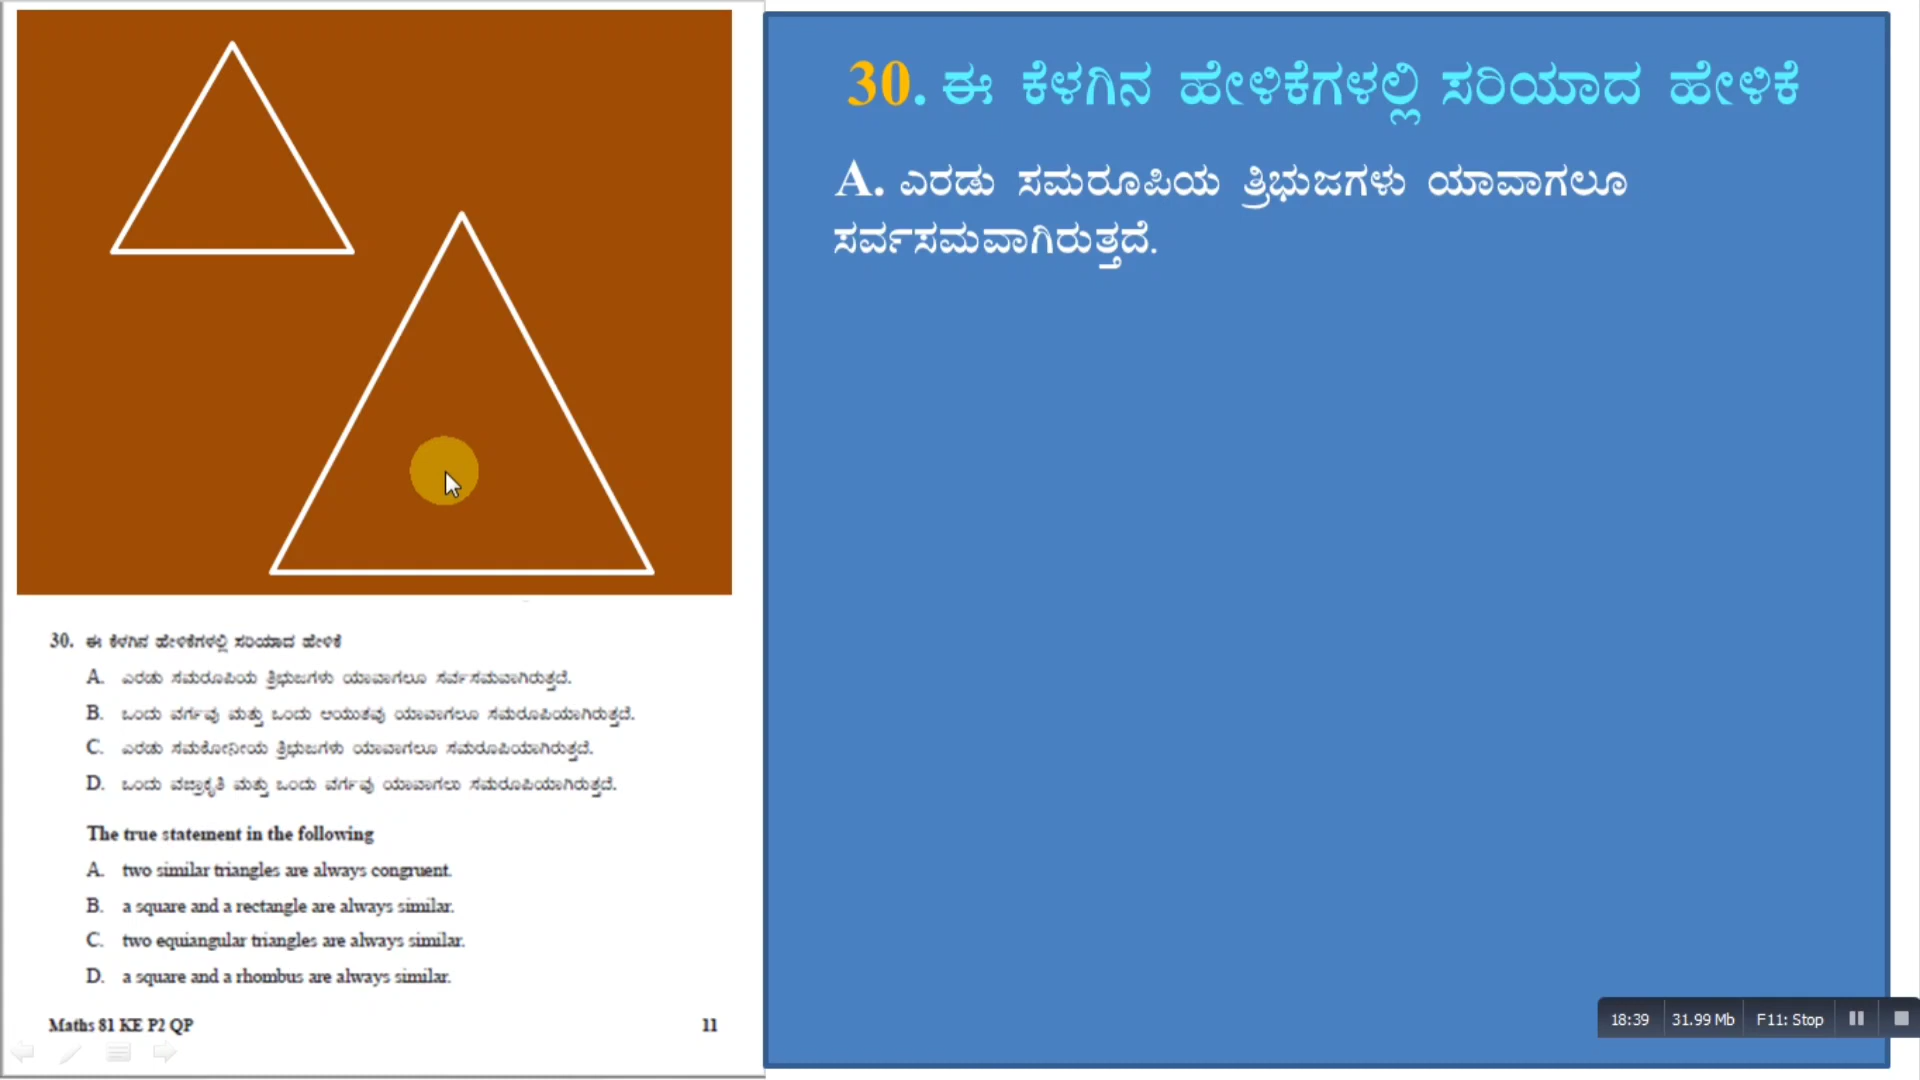 30. ಈ ಕೆಳಗಿನ ಹೇಳಿಕೆಗಳಲ್ಲಿ ಸರಿಯಾದ ಹೇಳಿಕೆ
A. ಎರಡು ಸಮರೂಪಿಯ ತ್ರಿಭುಜಗಳು ಯಾವಾಗಲೂ
ಸರ್ವಸಮವಾಗಿರುತ್ತದೆ.
30. ಈ ಕೆಳಗಿನ ಹೇಳಿಕೆಗಳಲ್ಲಿ ಸರಿಯಾದ ಹೇಳಿಕೆ
A. ಎರಡು ಸಮರೂಪಿಯ ತ್ರಿಭುಜಗಳು ಯಾವಾಗಲೂ ಸರ್ವಸಮವಾಗಿರುತ್ತದೆ.
B. ಒಂದು ವರ್ಗವು ಮತ್ತು ಒಂದು ಆಯುತವು ಯಾವಾಗಲೂ ಸಮರೂಪಿಯಾಗಿರುತ್ತದೆ.
C. ಎರಡು ಸಮಕೋನೀಯ ತ್ರಿಭುಜಗಳು ಯಾವಾಗಲೂ ಸಮರೂಪಿಯಾಗಿರುತ್ತದೆ.
D. ಒಂದು ವಜ್ರಾಕೃತಿ ಮತ್ತು ಒಂದು ವರ್ಗವು ಯಾವಾಗಲು ಸಮರೂಪಿಯಾಗಿರುತ್ತದೆ.
The true statement in the following
A. two similar triangles are always congruent.
B. a square and a rectangle are always similar.
C. two equiangular triangles are always similar.
D. a square and a rhombus are always similar.
Maths 81 KE P2 QP 11
18:39 31.99 Mb F11: Stop